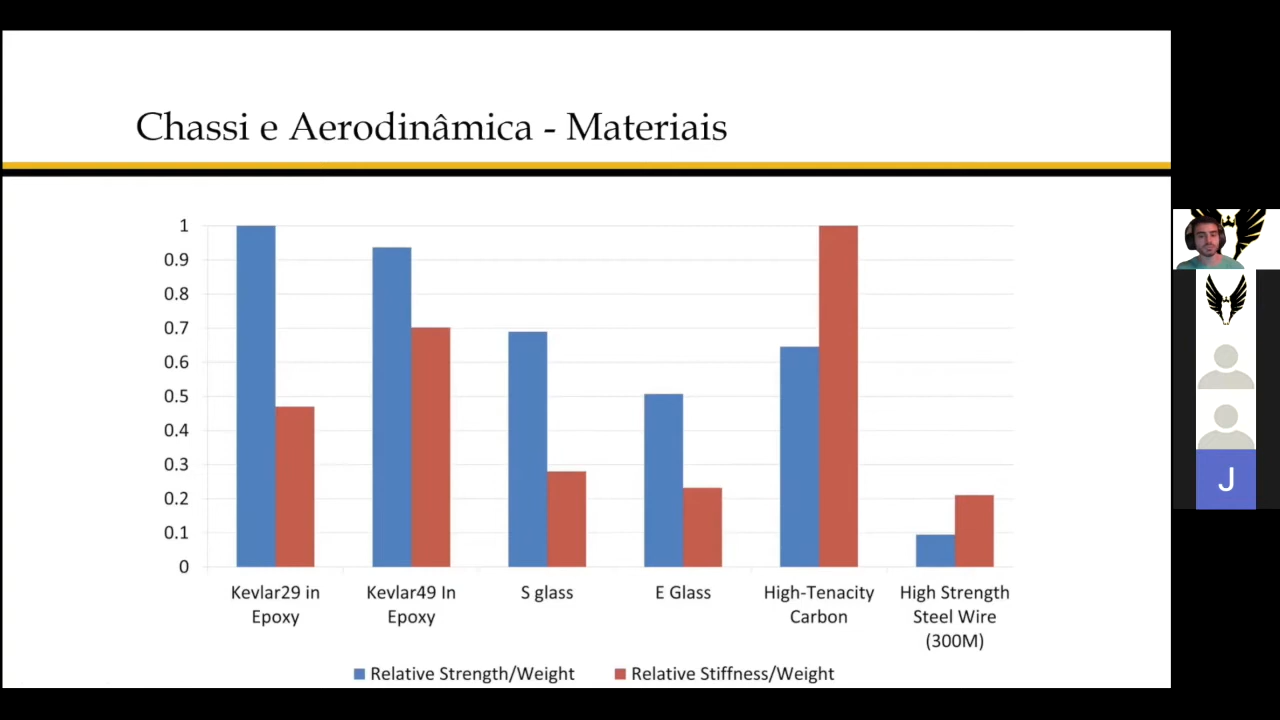 Chassi e Aerodinâmica - Materiais
1
0.9
0.8
0.7
0.6
0.5
0.4
0.3
0.2
0.1
0
Kevlar29 in
Epoxy
Kevlar49 In
Epoxy
S glass
E Glass
High-Tenacity
Carbon
High Strength
Steel Wire
(300M)
Relative Strength/Weight
Relative Stiffness/Weight
J